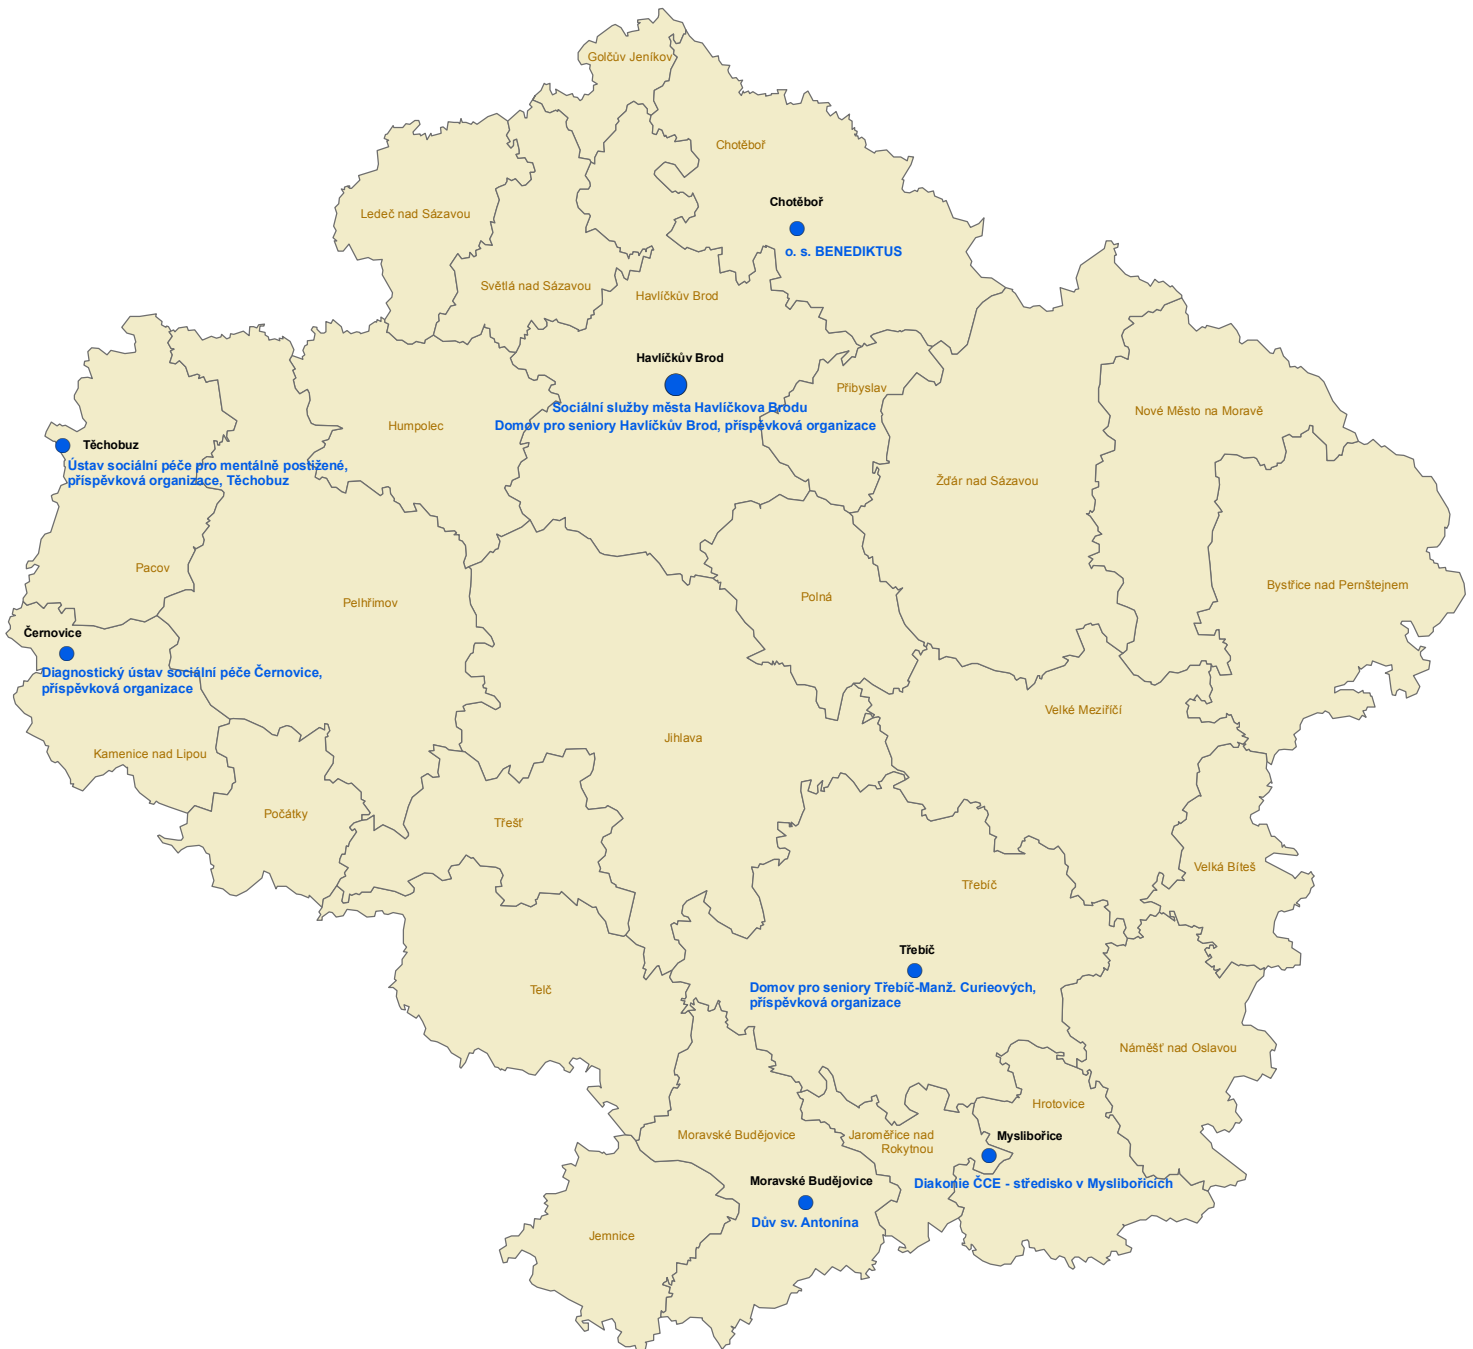 Golčův Jeníkov
Chotěboř
Chotěboř
o. s. BENEDIKTUS
Ledeč nad Sázavou
Světlá nad Sázavou
Havlíčkův Brod
Havlíčkův Brod
Sociální služby města Havlíčkova Brodu
Domov pro seniory Havlíčkův Brod, příspěvková organizace
Přibyslav
Nové Město na Moravě
Humpolec
Těchobuz
Ústav sociální péče pro mentálně postižené,
příspěvková organizace, Těchobuz
Žďár nad Sázavou
Pacov
Pelhřimov
Polná
Bystřice nad Pernštejnem
Černovice
Diagnostický ústav sociální péče Černovice,
příspěvková organizace
Velké Meziříčí
Jihlava
Kamenice nad Lipou
Počátky
Třešť
Velká Bíteš
Třebíč
Třebíč
Domov pro seniory Třebíč-Manž. Curieových,
příspěvková organizace
Telč
Náměšť nad Oslavou
Hrotovice
Moravské Budějovice
Jaroměřice nad
Rokytnou
Myslibořice
Diakonie ČCE - středisko v Myslibořicích
Moravské Budějovice
Dův sv. Antonína
Jemnice